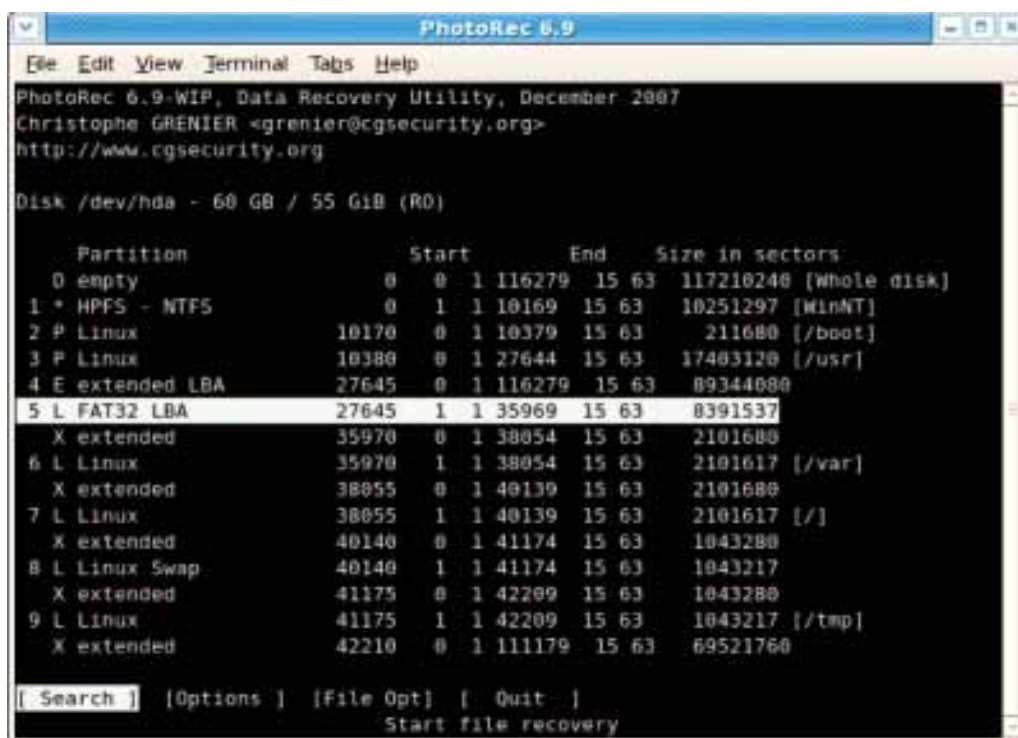 PhotoRec 6.9
File Edit View Terminal Tabs Help
PhotoRec 6.9-WIP, Data Recovery Utility, December 2007
Christophe GRENIER <grenier@cgsecurity.org>
http://www.cgsecurity.org
Disk /dev/hda - 60 GB / 55 GiB (RO)
Partition Start End Size in sectors
D empty 0 0 1 116279 15 63 117210240 [Whole disk]
1 * HPFS - NTFS 0 1 1 10169 15 63 10251297 [WinNT]
2 P Linux 10170 0 1 10379 15 63 211680 [/boot]
3 P Linux 10380 0 1 27644 15 63 17403120 [/usr]
4 E extended LBA 27645 0 1 116279 15 63 89344080
5 L FAT32 LBA 27645 1 1 35969 15 63 8391537
X extended 35970 0 1 38054 15 63 2101680
6 L Linux 35970 1 1 38054 15 63 2101617 [/var]
X extended 38055 0 1 40139 15 63 2101680
7 L Linux 38055 1 1 40139 15 63 2101617 [/]
X extended 40140 0 1 41174 15 63 1043280
8 L Linux Swap 40140 1 1 41174 15 63 1043217
X extended 41175 0 1 42209 15 63 1043280
9 L Linux 41175 1 1 42209 15 63 1043217 [/tmp]
X extended 42210 0 1 111179 15 63 69521760
[ Search ] [Options ] [File Opt] [ Quit ]
Start file recovery